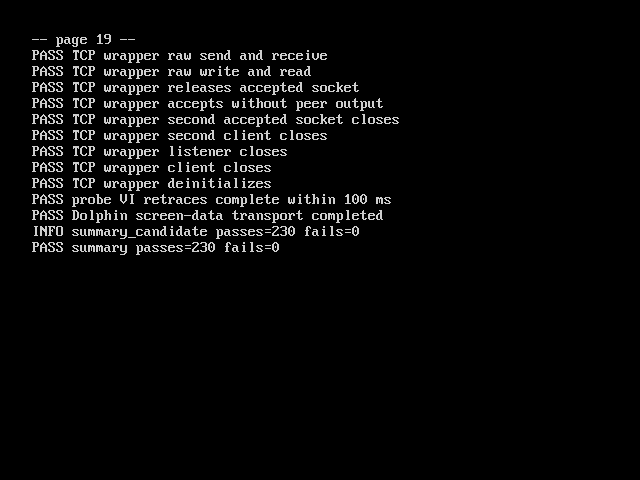 -- page 19 --
PASS TCP wrapper raw send and receive
PASS TCP wrapper raw write and read
PASS TCP wrapper releases accepted socket
PASS TCP wrapper accepts without peer output
PASS TCP wrapper second accepted socket closes
PASS TCP wrapper second client closes
PASS TCP wrapper listener closes
PASS TCP wrapper client closes
PASS TCP wrapper deinitializes
PASS probe VI retraces complete within 100 ms
PASS Dolphin screen-data transport completed
INFO summary_candidate passes=230 fails=0
PASS summary passes=230 fails=0